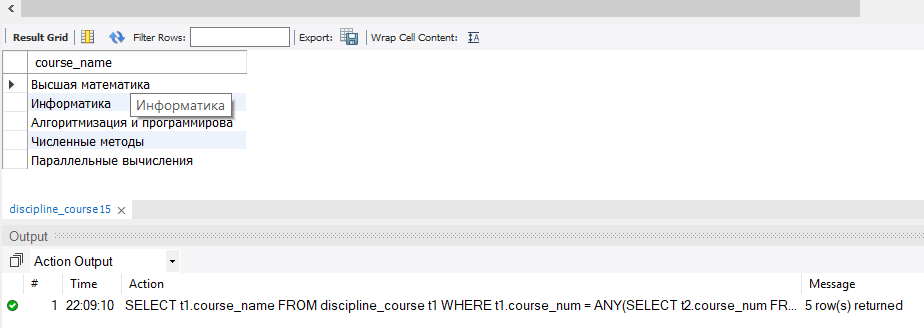 Result Grid Filter Rows: Export: Wrap Cell Content:
course_name
Высшая математика
Информатика
Информатика
Алгоритмизация и программирова
Численные методы
Параллельные вычисления
discipline_course15
Output
Action Output
# Time Action Message
1 22:09:10 SELECT t1.course_name FROM discipline_course t1 WHERE t1.course_num = ANY(SELECT t2.course_num FR... 5 row(s) returned